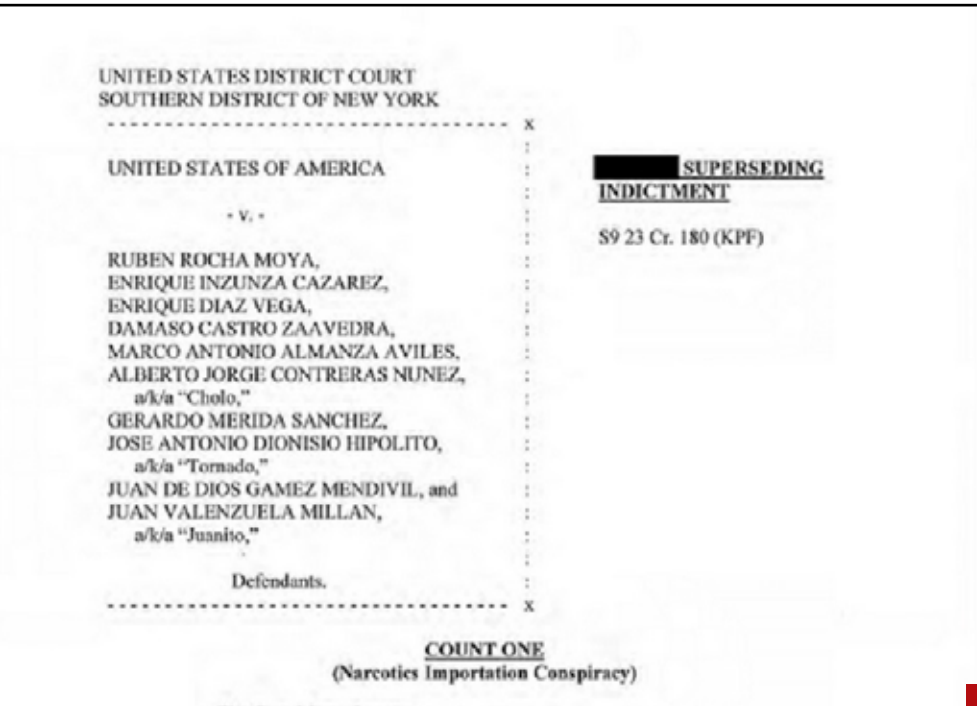 UNITED STATES DISTRICT COURT
SOUTHERN DISTRICT OF NEW YORK
- - - - - - - - - - - - - - - - - - - - - - - - - - - - - - - - - - - x
UNITED STATES OF AMERICA
- v. -
RUBEN ROCHA MOYA,
ENRIQUE INZUNZA CAZAREZ,
ENRIQUE DIAZ VEGA,
DAMASO CASTRO ZAAVEDRA,
MARCO ANTONIO ALMANZA AVILES,
ALBERTO JORGE CONTRERAS NUNEZ,
a/k/a “Cholo,”
GERARDO MERIDA SANCHEZ,
JOSE ANTONIO DIONISIO HIPOLITO,
a/k/a “Tornado,”
JUAN DE DIOS GAMEZ MENDIVIL, and
JUAN VALENZUELA MILLAN,
a/k/a “Juanito,”
Defendants.
- - - - - - - - - - - - - - - - - - - - - - - - - - - - - - - - - - - x
SUPERSEDING
INDICTMENT
S9 23 Cr. 180 (KPF)
COUNT ONE
(Narcotics Importation Conspiracy)